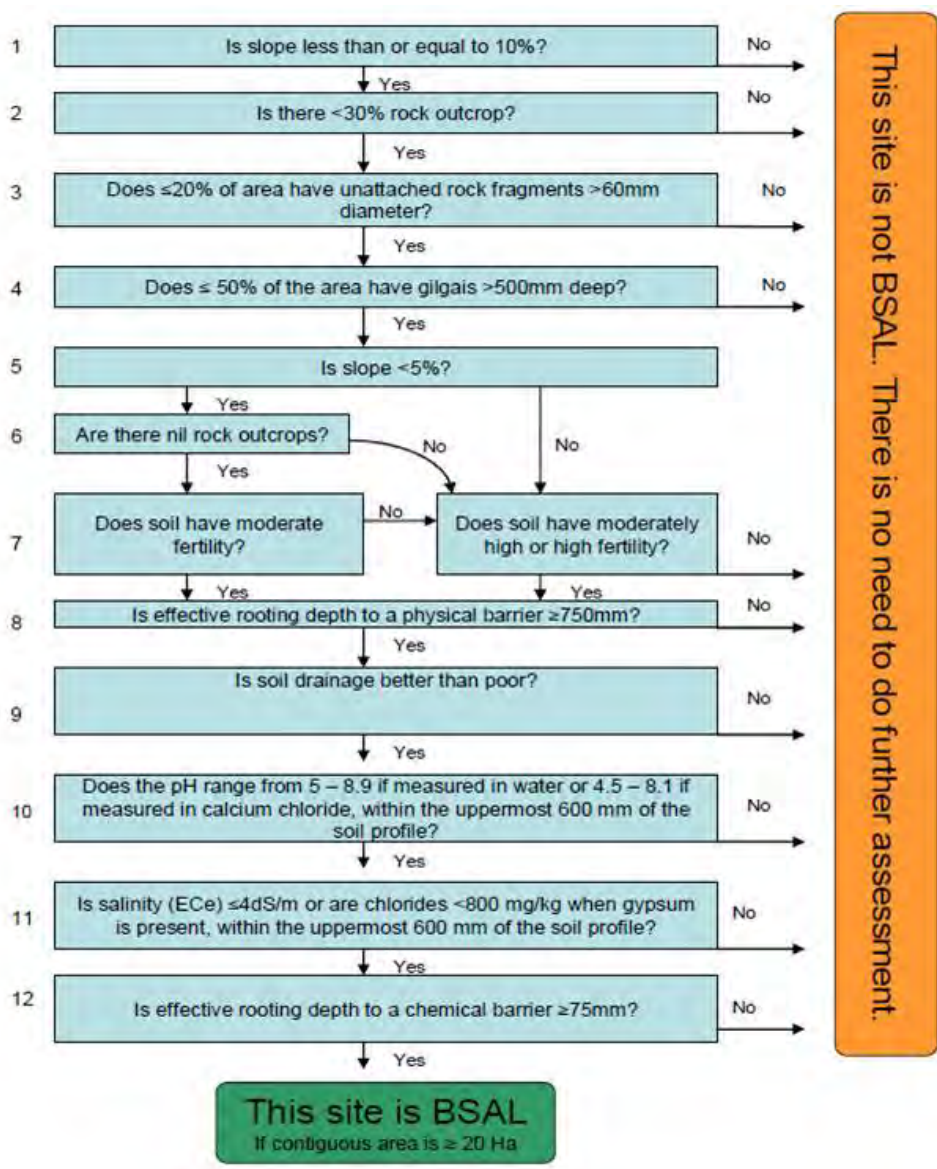 1
Is slope less than or equal to 10%?
No
Yes
2
Is there <30% rock outcrop?
No
Yes
3
Does ≤20% of area have unattached rock fragments >60mm
diameter?
No
Yes
4
Does ≤ 50% of the area have gilgais >500mm deep?
No
Yes
5
Is slope <5%?
Yes
No
6
Are there nil rock outcrops?
No
Yes
7
Does soil have moderate
fertility?
No
Does soil have moderately
high or high fertility?
No
Yes
Yes
8
Is effective rooting depth to a physical barrier ≥750mm?
No
Yes
9
Is soil drainage better than poor?
No
Yes
10
Does the pH range from 5 – 8.9 if measured in water or 4.5 – 8.1 if
measured in calcium chloride, within the uppermost 600 mm of the
soil profile?
No
Yes
11
Is salinity (ECe) ≤4dS/m or are chlorides <800 mg/kg when gypsum
is present, within the uppermost 600 mm of the soil profile?
No
Yes
12
Is effective rooting depth to a chemical barrier ≥75mm?
No
Yes
This site is BSAL
If contiguous area is ≥ 20 Ha
This site is not BSAL. There is no need to do further assessment.